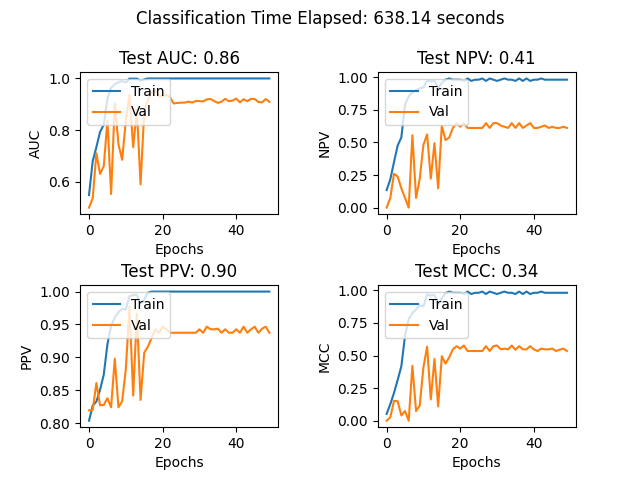 Classification Time Elapsed: 638.14 seconds
Test AUC: 0.86
1.0
0.8
0.6
AUC
Train
Val
0
20
40
Epochs
Test NPV: 0.41
1.00
0.75
0.50
0.25
0.00
NPV
Train
Val
0
20
40
Epochs
Test PPV: 0.90
1.00
0.95
0.90
0.85
0.80
PPV
Train
Val
0
20
40
Epochs
Test MCC: 0.34
1.00
0.75
0.50
0.25
0.00
MCC
Train
Val
0
20
40
Epochs